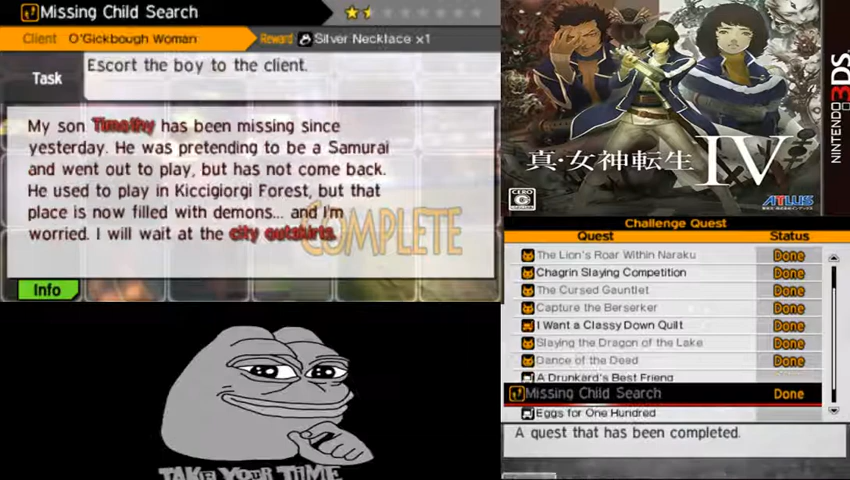 Missing Child Search
Client O'Gickbough Woman
Reward Silver Necklace x1
Task
Escort the boy to the client.
My son Timothy has been missing since
yesterday. He was pretending to be a Samurai
and went out to play, but has not come back.
He used to play in Kiccigiorgi Forest, but that
place is now filled with demons... and I'm
worried. I will wait at the city outskirts.
COMPLETE
Info
真・女神転生 IV
CERO
ATLUS
NINTENDO 3DS
Challenge Quest
Quest Status
The Lion's Roar Within Naraku Done
Chagrin Slaying Competition Done
The Cursed Gauntlet Done
Capture the Berserker Done
I Want a Classy Down Quilt Done
Slaying the Dragon of the Lake Done
Dance of the Dead Done
A Drunkard's Best Friend
Missing Child Search Done
Eggs for One Hundred
A quest that has been completed.
TAKE YOUR TIME